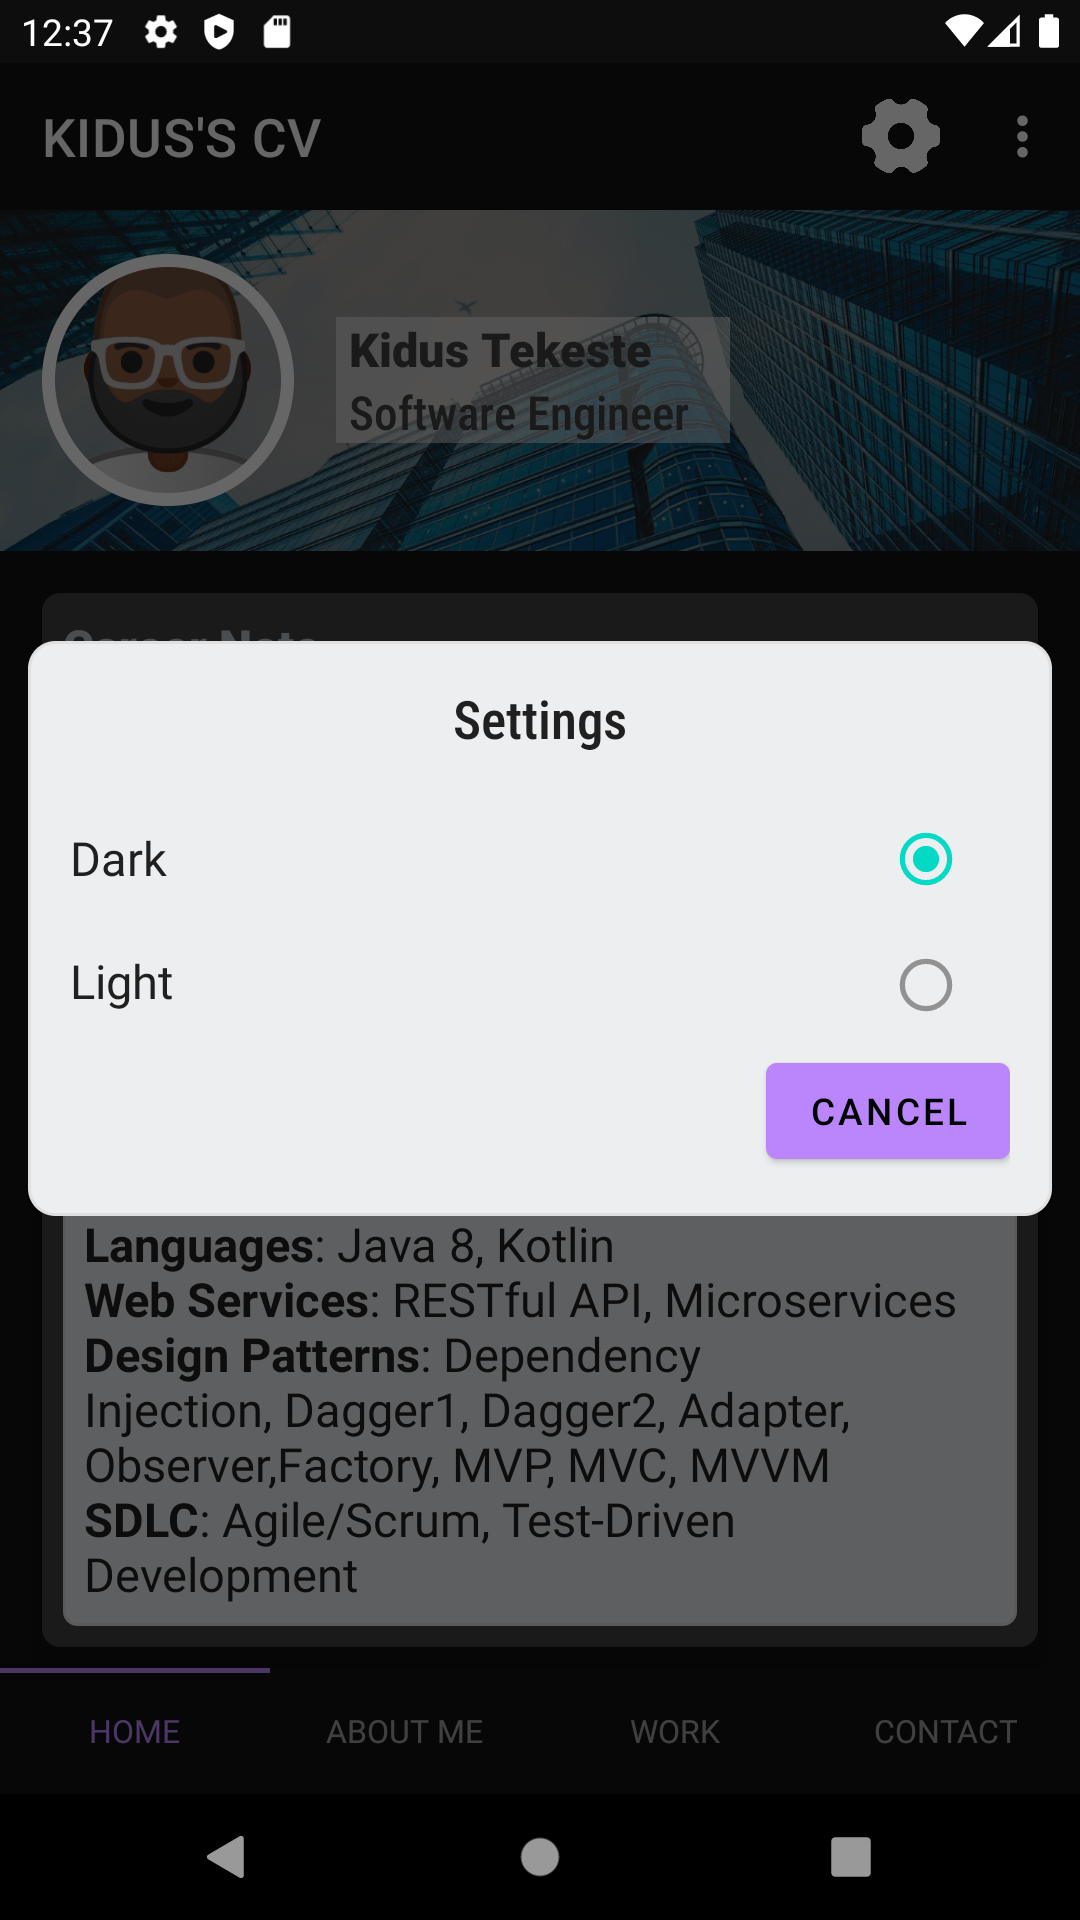 12:37
KIDUS'S CV
Kidus Tekeste
Software Engineer
Career Note
Settings
Dark
Light
CANCEL
Languages: Java 8, Kotlin
Web Services: RESTful API, Microservices
Design Patterns: Dependency
Injection, Dagger1, Dagger2, Adapter,
Observer,Factory, MVP, MVC, MVVM
SDLC: Agile/Scrum, Test-Driven
Development
HOME
ABOUT ME
WORK
CONTACT